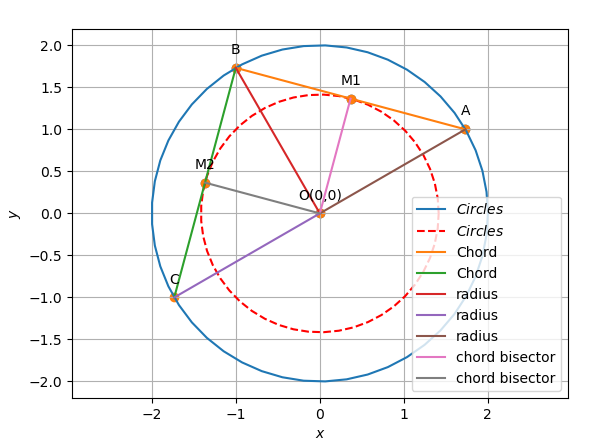 2.0
1.5
1.0
0.5
0.0
−0.5
−1.0
−1.5
−2.0
y
−2
−1
0
1
2
x
B
M1
A
M2
O(0,0)
C
Circles
Circles
Chord
Chord
radius
radius
radius
chord bisector
chord bisector